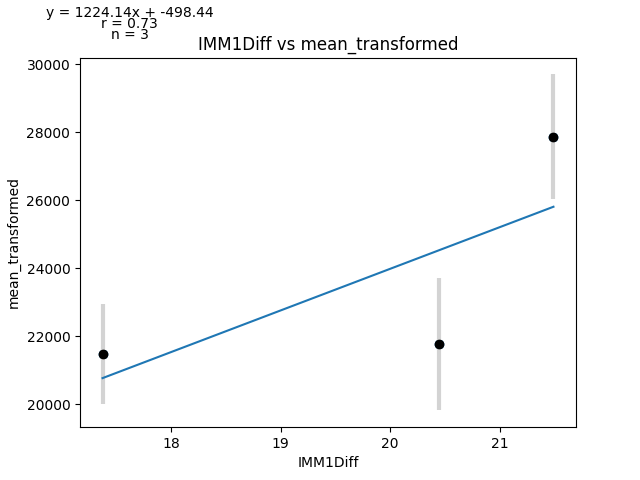 y = 1224.14x + -498.44
r = 0.73
n = 3
IMM1Diff vs mean_transformed
30000
28000
26000
24000
22000
20000
mean_transformed
18
19
20
21
IMM1Diff